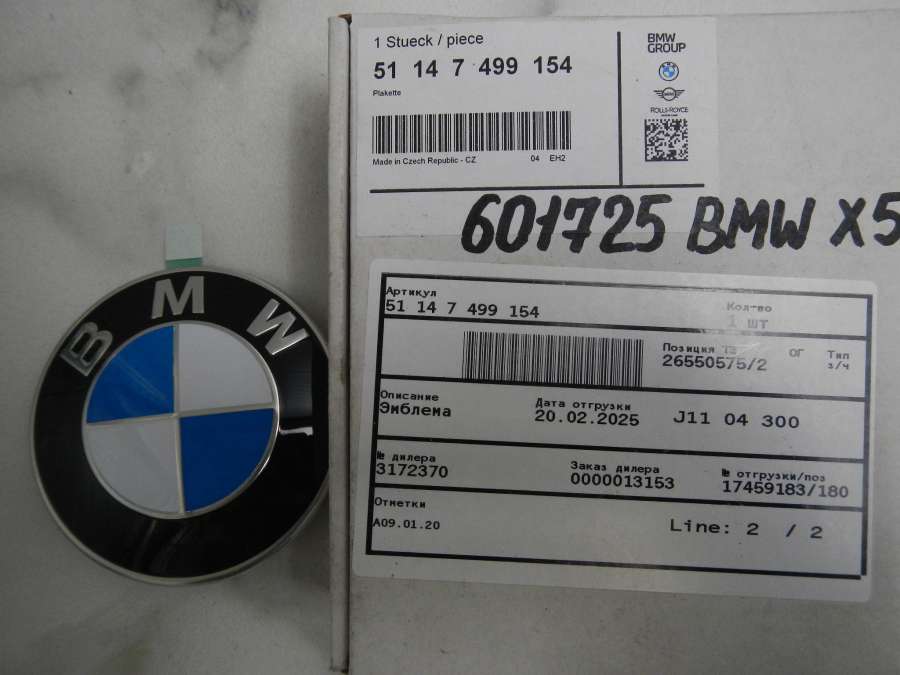 BMW
1 Stueck / piece
51 14 7 499 154
Plakette
Made in Czech Republic - CZ 04 EH2
BMW
GROUP
MINI
ROLLS-ROYCE
601725 BMW X5
Артикул
51 14 7 499 154
Кол-во
1 шт
Позиция ТЗ ОГ Тип
26550575/2 з/ч
Описание
Эмблема
Дата отгрузки
20.02.2025
J11 04 300
№ дилера
3172370
Заказ дилера
0000013153
№ отгрузки/поз
17459183/180
Отметки
A09.01.20
Line: 2 / 2